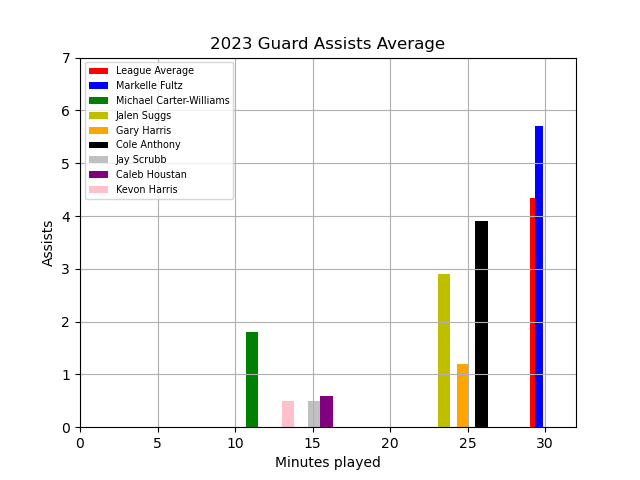 2023 Guard Assists Average
League Average
Markelle Fultz
Michael Carter-Williams
Jalen Suggs
Gary Harris
Cole Anthony
Jay Scrubb
Caleb Houstan
Kevon Harris
Assists
7
6
5
4
3
2
1
0
0 5 10 15 20 25 30
Minutes played